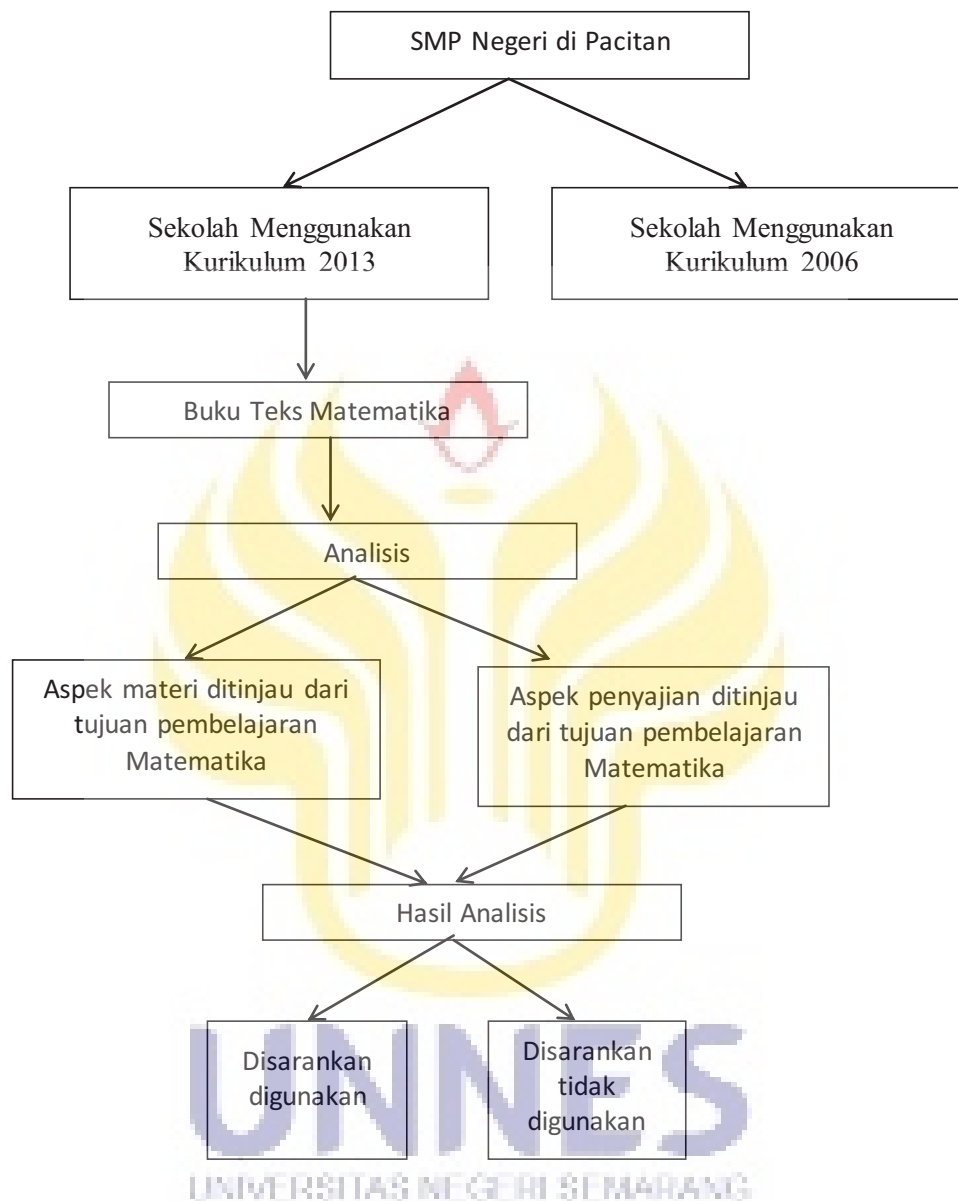 SMP Negeri di Pacitan
Sekolah Menggunakan
Kurikulum 2013
Sekolah Menggunakan
Kurikulum 2006
Buku Teks Matematika
Analisis
Aspek materi ditinjau dari
tujuan pembelajaran
Matematika
Aspek penyajian ditinjau
dari tujuan pembelajaran
Matematika
Hasil Analisis
Disarankan
digunakan
Disarankan
tidak
digunakan
UNNES
UNIVERSITAS NEGERI SEMARANG